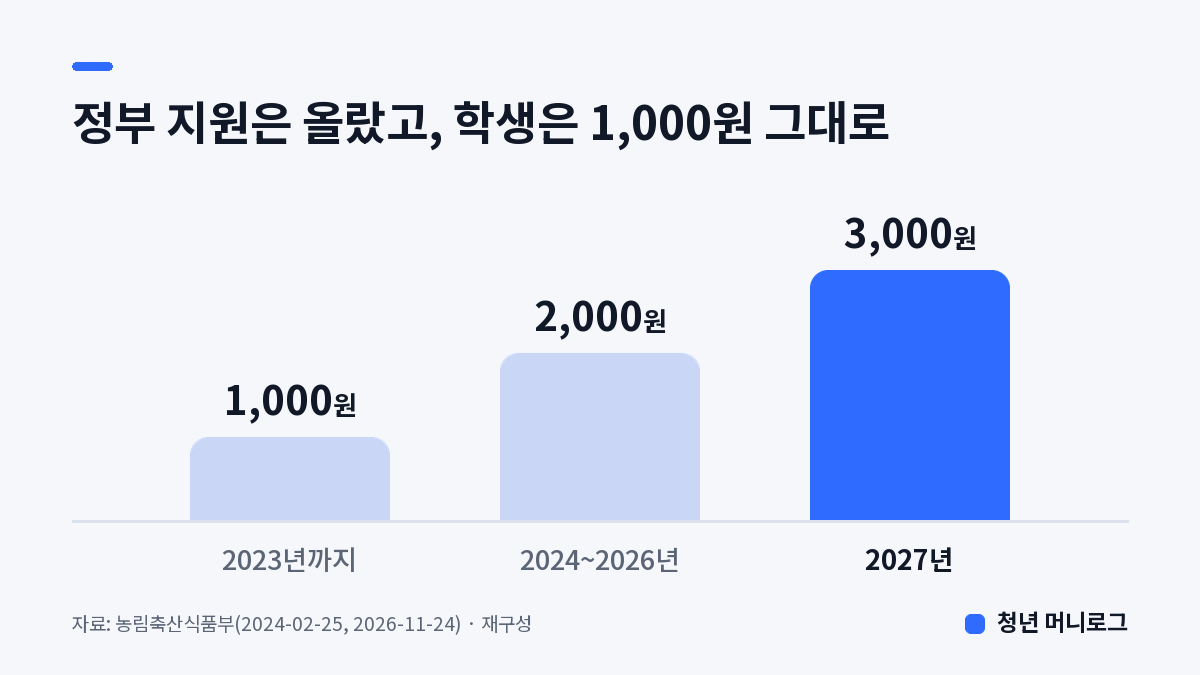 정부 지원은 올랐고, 학생은 1,000원 그대로
1,000원
2,000원
3,000원
2023년까지
2024~2026년
2027년
자료: 농림축산식품부(2024-02-25, 2026-11-24) · 재구성
청년 머니로그